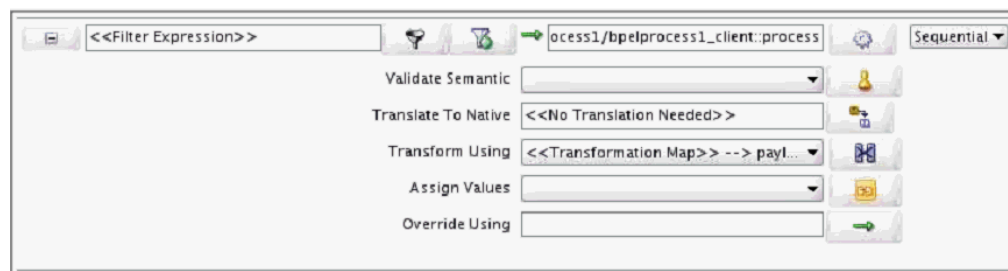 <<Filter Expression>> ocess1/bpelprocess1_client::process Sequential
Validate Semantic
Translate To Native <<No Translation Needed>>
Transform Using <<Transformation Map>> --> payl...
Assign Values
Override Using